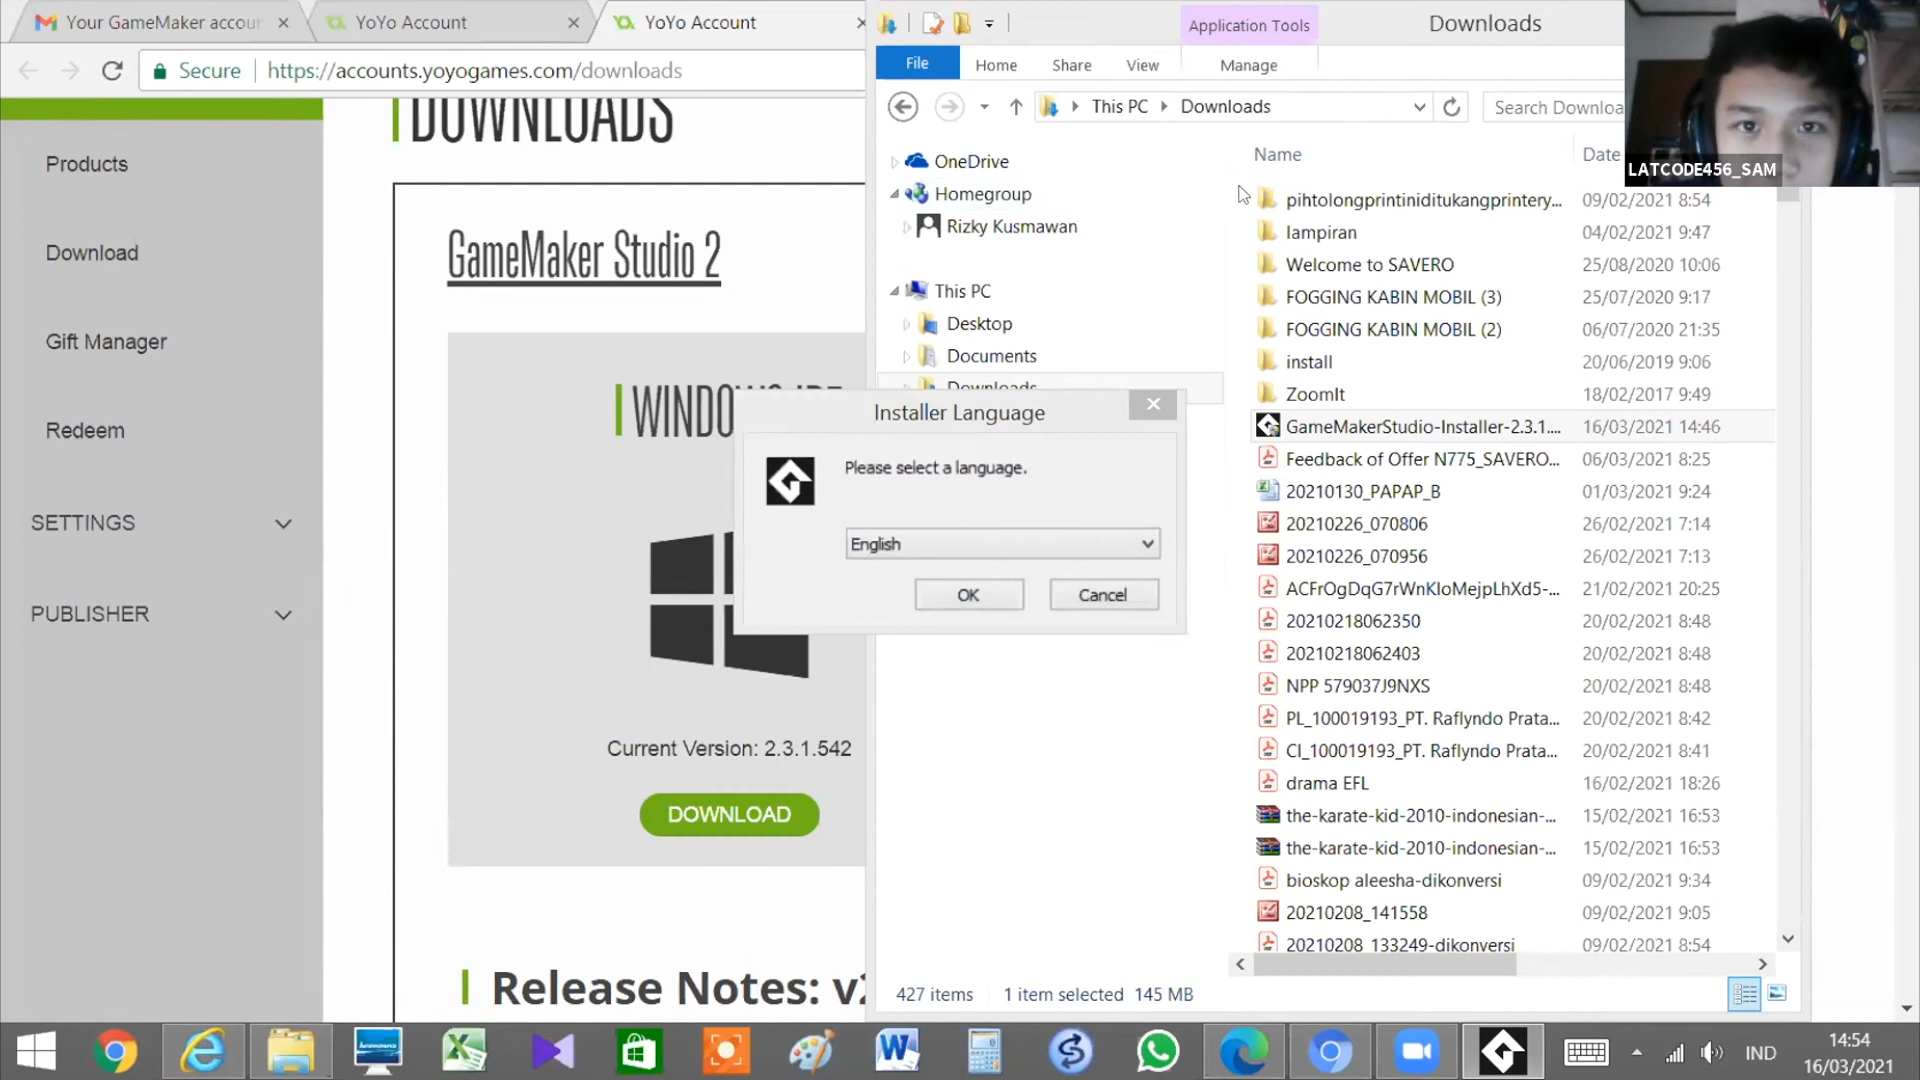 Your GameMaker accou
YoYo Account
YoYo Account
Application Tools
Downloads
Secure
https://accounts.yoyogames.com/downloads
File
Home
Share
View
Manage
This PC
Downloads
Search Downloa
LATCODE456_SAM
DOWNLOADS
Products
Download
Gift Manager
Redeem
SETTINGS
PUBLISHER
GameMaker Studio 2
Current Version: 2.3.1.542
DOWNLOAD
Release Notes:
OneDrive
Homegroup
Rizky Kusmawan
This PC
Desktop
Documents
Downloads
Installer Language
Please select a language.
English
OK
Cancel
Name
Date
pihtolongprintiniditukangprintery... 09/02/2021 8:54
lampiran 04/02/2021 9:47
Welcome to SAVERO 25/08/2020 10:06
FOGGING KABIN MOBIL (3) 25/07/2020 9:17
FOGGING KABIN MOBIL (2) 06/07/2020 21:35
install 20/06/2019 9:06
ZoomIt 18/02/2017 9:49
GameMakerStudio-Installer-2.3.1.... 16/03/2021 14:46
Feedback of Offer N775_SAVERO... 06/03/2021 8:25
20210130_PAPAP_B 01/03/2021 9:24
20210226_070806 26/02/2021 7:14
20210226_070956 26/02/2021 7:13
ACFrOgDqG7rWnKIoMejpLhXd5-... 21/02/2021 20:25
20210218062350 20/02/2021 8:48
20210218062403 20/02/2021 8:48
NPP 579037J9NXS 20/02/2021 8:48
PL_100019193_PT. Raflyndo Prata... 20/02/2021 8:42
CI_100019193_PT. Raflyndo Prata... 20/02/2021 8:41
drama EFL 16/02/2021 18:26
the-karate-kid-2010-indonesian-... 15/02/2021 16:53
the-karate-kid-2010-indonesian-... 15/02/2021 16:53
bioskop aleesha-dikonversi 09/02/2021 9:34
20210208_141558 09/02/2021 9:05
20210208_133249-dikonversi 09/02/2021 8:54
427 items
1 item selected 145 MB
IND
14:54
16/03/2021